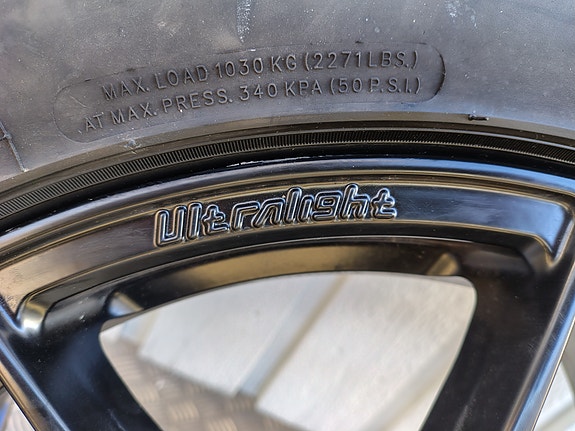 MAX. LOAD 1030 KG (2271 LBS.)
AT MAX. PRESS. 340 KPA (50 P.S.I.)
Ultralight